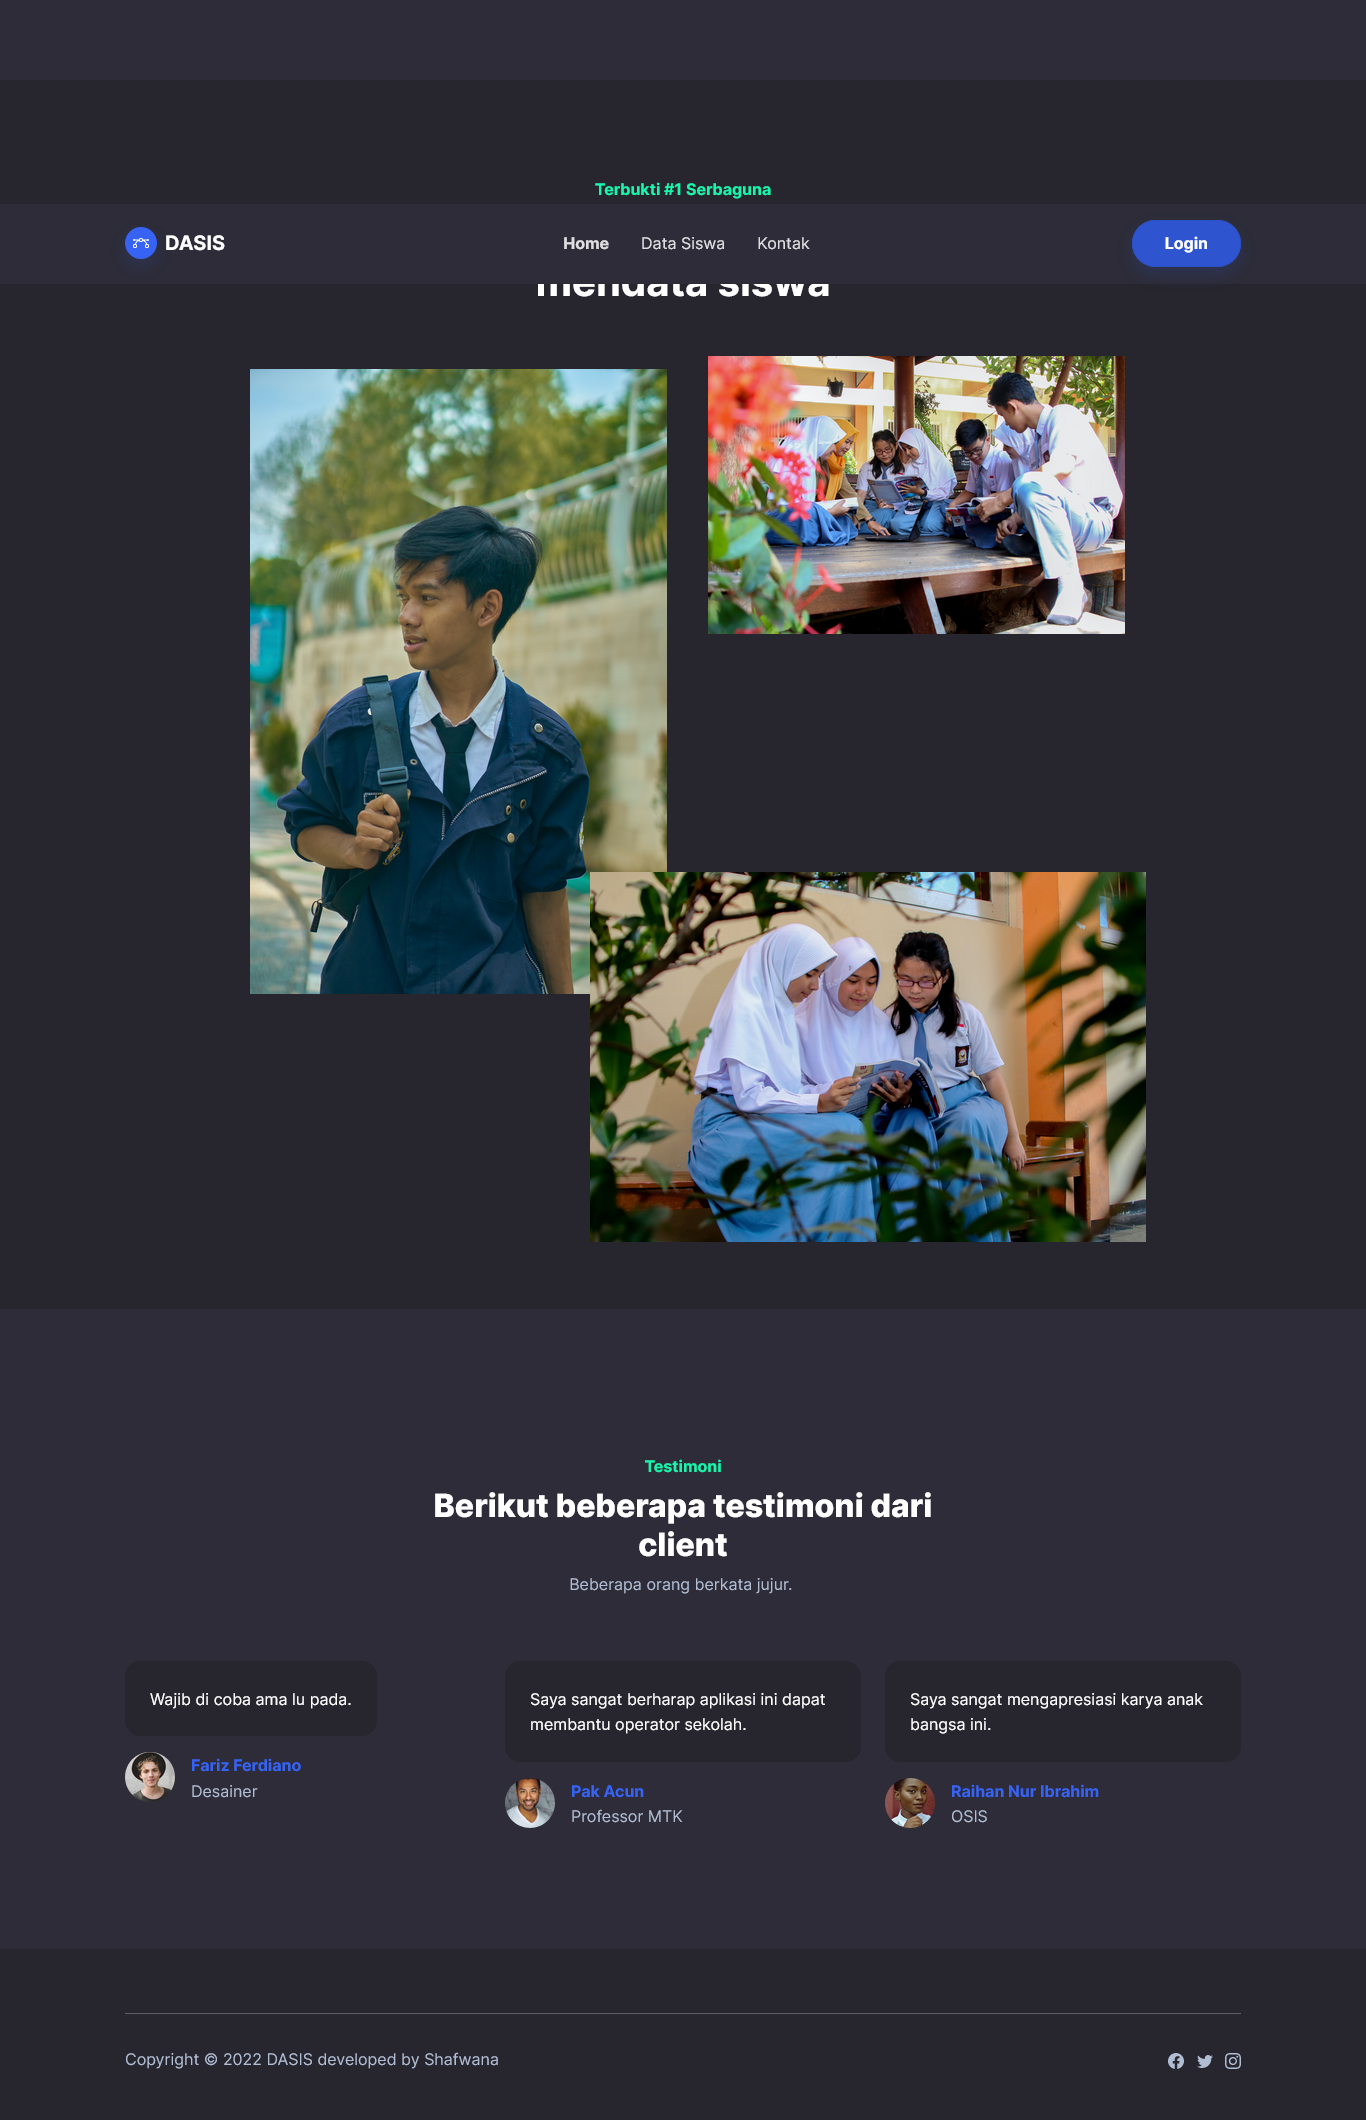 Terbukti #1 Serbaguna
DASIS
Home Data Siswa Kontak
Login
mendata siswa
Testimoni
Berikut beberapa testimoni dari
client
Beberapa orang berkata jujur.
Wajib di coba ama lu pada.
Fariz Ferdiano
Desainer
Saya sangat berharap aplikasi ini dapat
membantu operator sekolah.
Pak Acun
Professor MTK
Saya sangat mengapresiasi karya anak
bangsa ini.
Raihan Nur Ibrahim
OSIS
Copyright © 2022 DASIS developed by Shafwana